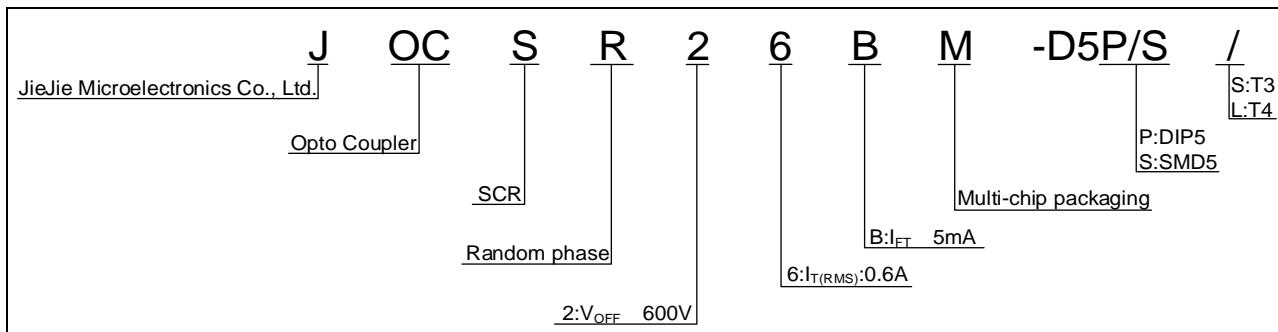 J OC S R 2 6 B M -D5P/S /
JieJie Microelectronics Co., Ltd.
S:T3
L:T4
Opto Coupler
P:DIP5
S:SMD5
SCR
Multi-chip packaging
Random phase
B:IFT 5mA
6:IT(RMS):0.6A
2:VOFF 600V